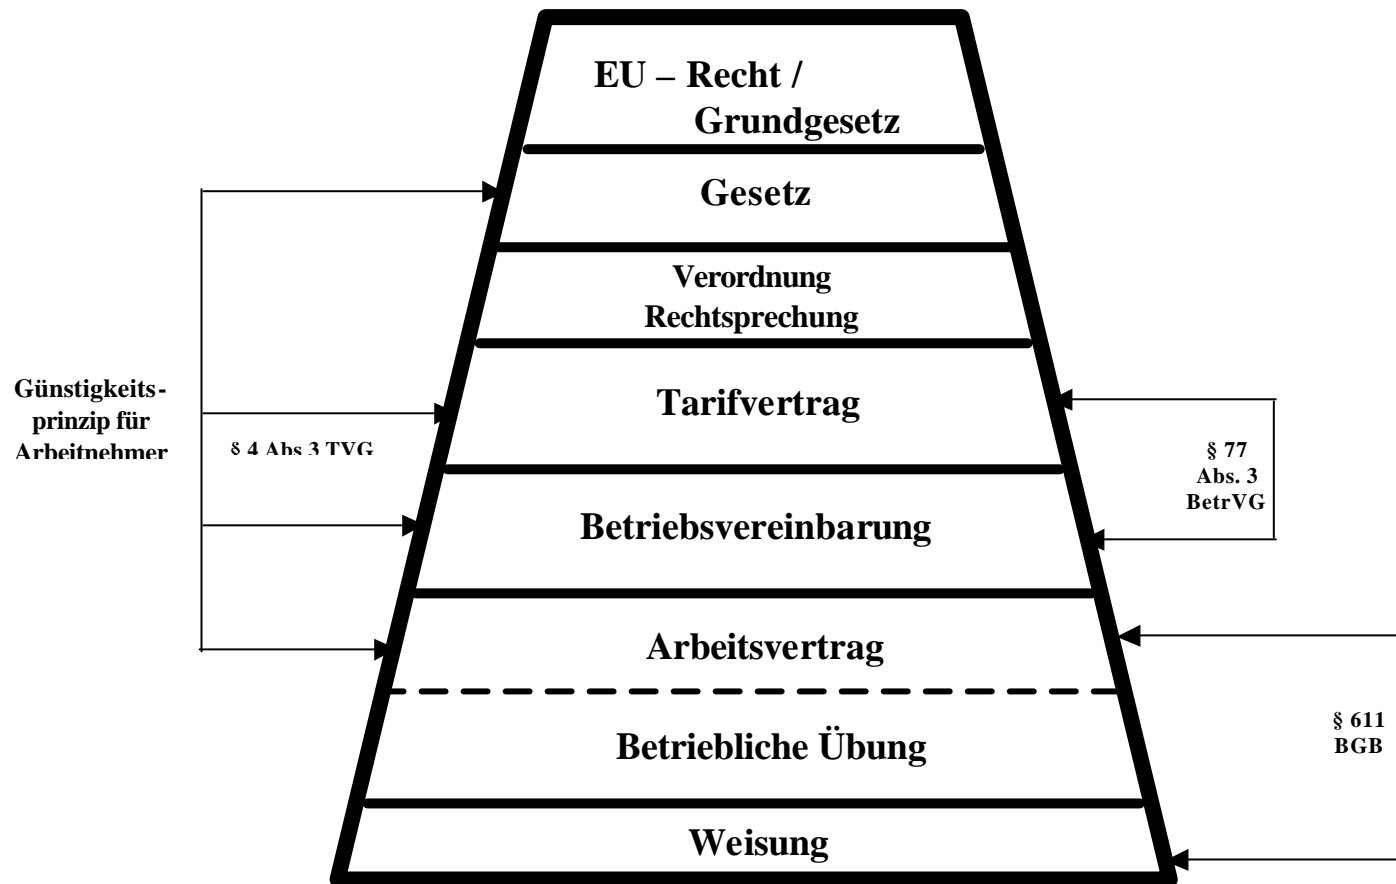 EU – Recht /
Grundgesetz
Gesetz
Verordnung
Rechtsprechung
Tarifvertrag
Betriebsvereinbarung
Arbeitsvertrag
Betriebliche Übung
Weisung
Günstigkeits-
prinzip für
Arbeitnehmer
§ 4 Abs 3 TVG
§ 77
Abs. 3
BetrVG
§ 611
BGB